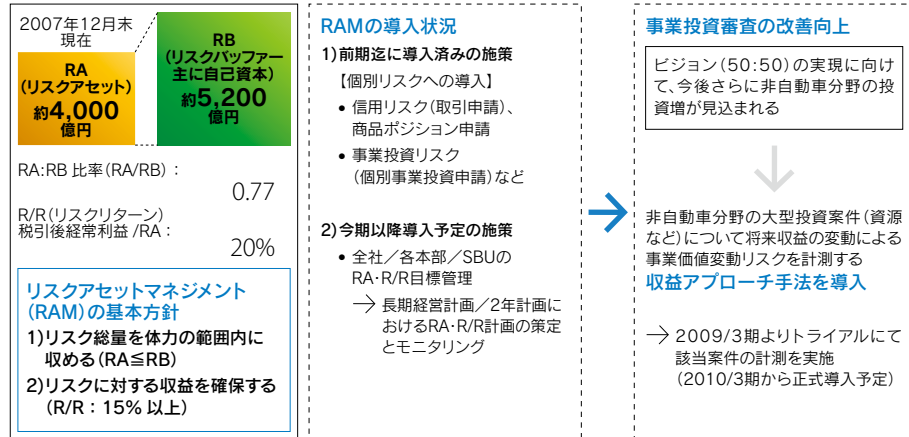 2007年12月末
現在
RA
(リスクアセット)
約4,000
億円
RB
(リスクバッファー
主に自己資本)
約5,200
億円
RA:RB 比率(RA/RB)：
0.77
R/R(リスクリターン)
税引後経常利益 /RA：
20%
リスクアセットマネジメント
(RAM)の基本方針
1)リスク総量を体力の範囲内に
収める(RA≦RB)
2)リスクに対する収益を確保する
(R/R：15% 以上)
RAMの導入状況
1)前期迄に導入済みの施策
【個別リスクへの導入】
• 信用リスク(取引申請)、
商品ポジション申請
• 事業投資リスク
(個別事業投資申請)など
2)今期以降導入予定の施策
• 全社／各本部／SBUの
RA・R/R目標管理
→ 長期経営計画／2年計画に
おけるRA・R/R計画の策定
とモニタリング
事業投資審査の改善向上
ビジョン(50:50)の実現に向け
て、今後さらに非自動車分野の投
資増が見込まれる
非自動車分野の大型投資案件(資源
など)について将来収益の変動による
事業価値変動リスクを計測する
収益アプローチ手法を導入
→ 2009/3期よりトライアルにて
該当案件の計測を実施
(2010/3期から正式導入予定)